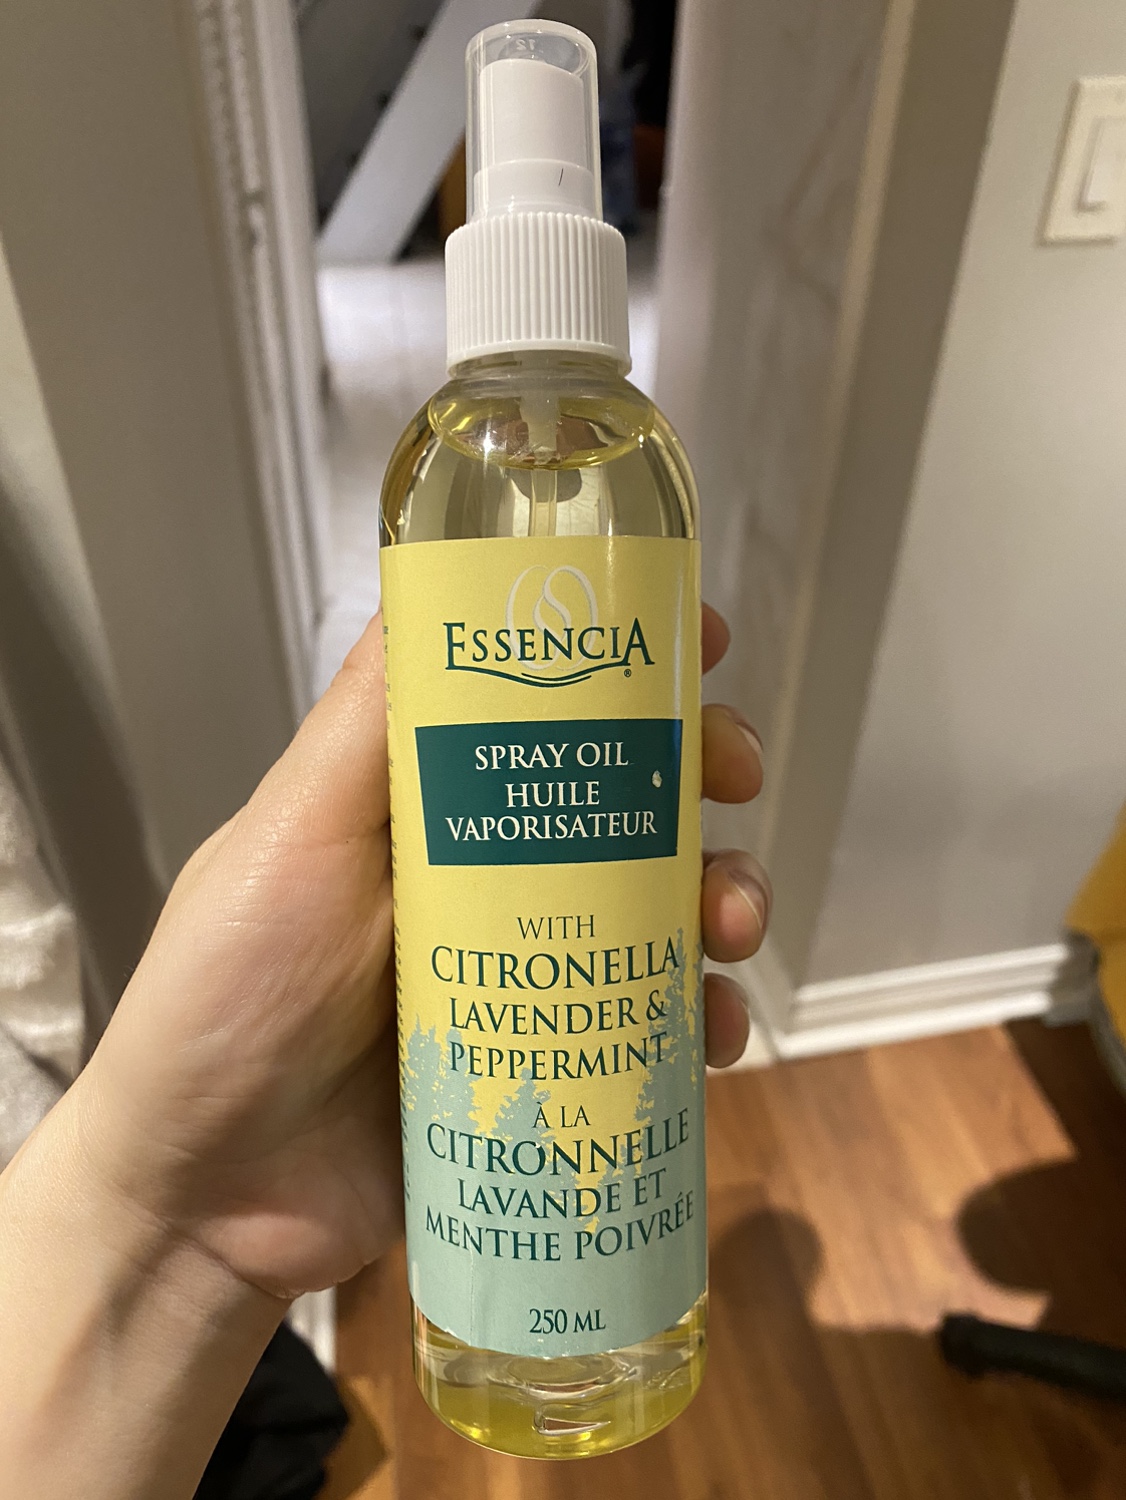 ESSENCIA®
SPRAY OIL
HUILE
VAPORISATEUR
WITH
CITRONELLA
LAVENDER &
PEPPERMINT
À LA
CITRONNELLE
LAVANDE ET
MENTHE POIVRÉE
250 ML